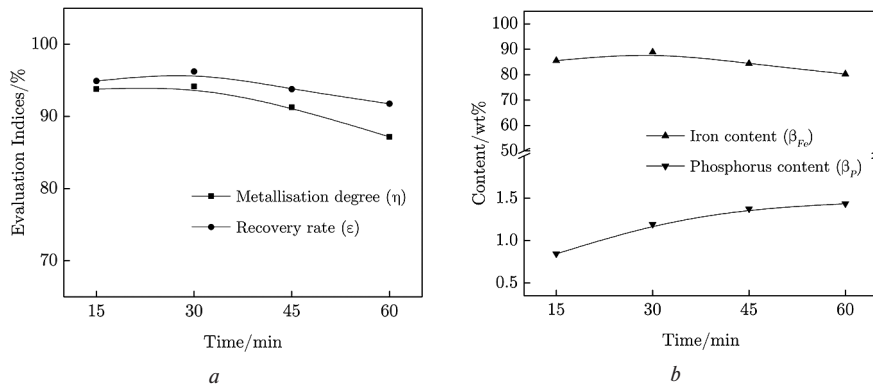 100
90
80
70
Evaluation Indices/%
Metallisation degree (η)
Recovery rate (ε)
15 30 45 60
Time/min
a
100
90
80
70
60
50
1.5
1.0
0.5
Content/wt%
Iron content (βFe)
Phosphorus content (βP)
15 30 45 60
Time/min
b